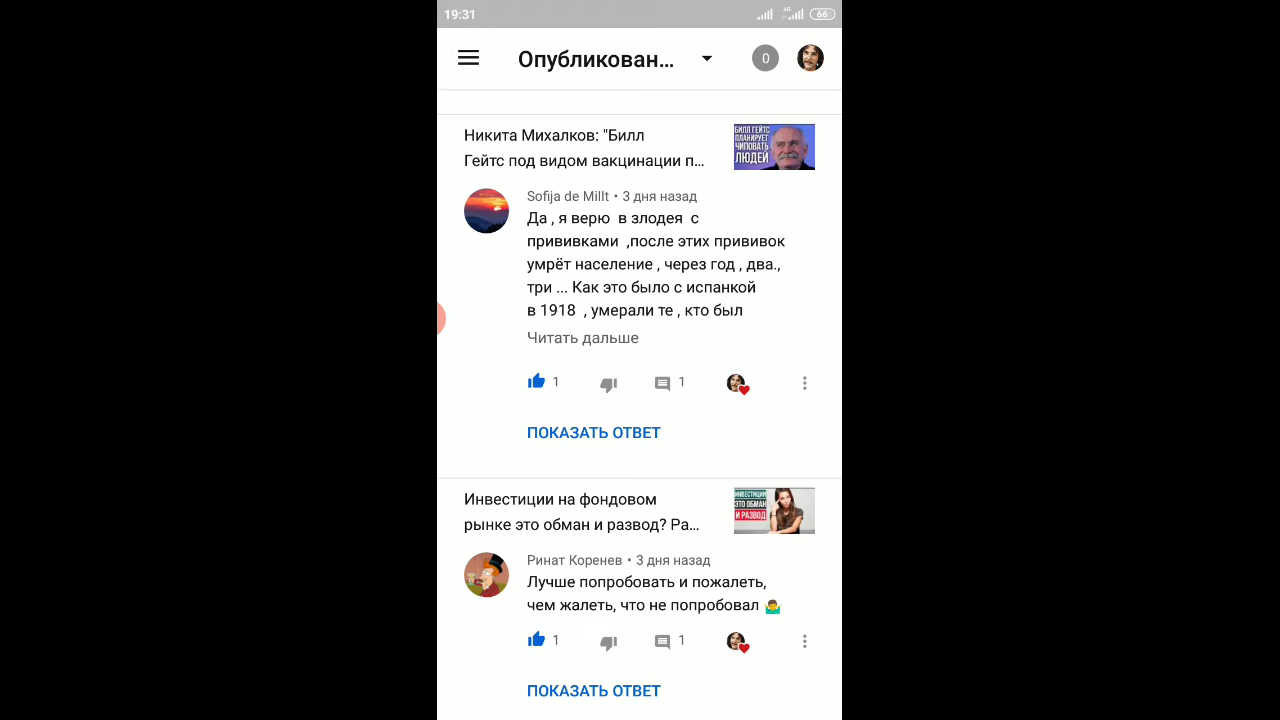 19:31
4G
66
Опубликован...
0
Никита Михалков: "Билл
Гейтс под видом вакцинации п...
БИЛЛ ГЕЙТС
ПЛАНИРУЕТ
ЧИПОВАТЬ
ЛЮДЕЙ
Sofija de Millt • 3 дня назад
Да , я верю в злодея с
прививками ,после этих прививок
умрёт население , через год , два.,
три ... Как это было с испанкой
в 1918 , умерали те , кто был
Читать дальше
1
1
ПОКАЗАТЬ ОТВЕТ
Инвестиции на фондовом
рынке это обман и развод? Ра...
ИНВЕСТИЦИИ
ЭТО ОБМАН
И РАЗВОД
Ринат Коренев • 3 дня назад
Лучше попробовать и пожалеть,
чем жалеть, что не попробовал 🤷‍♂️
1
1
ПОКАЗАТЬ ОТВЕТ